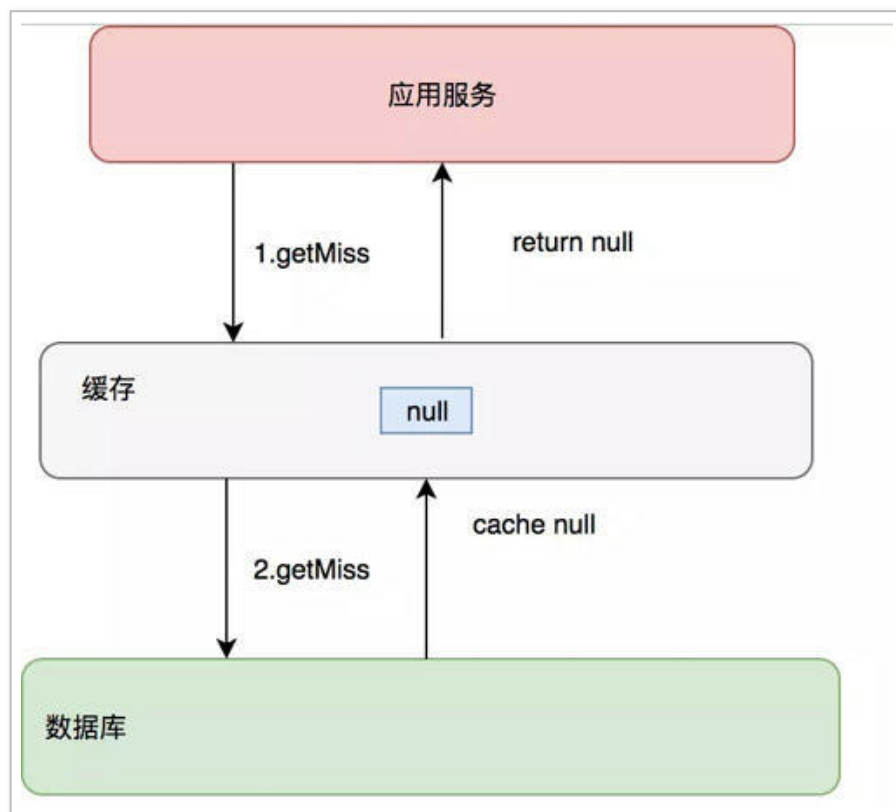 应用服务
1.getMiss
return null
缓存
null
cache null
2.getMiss
数据库